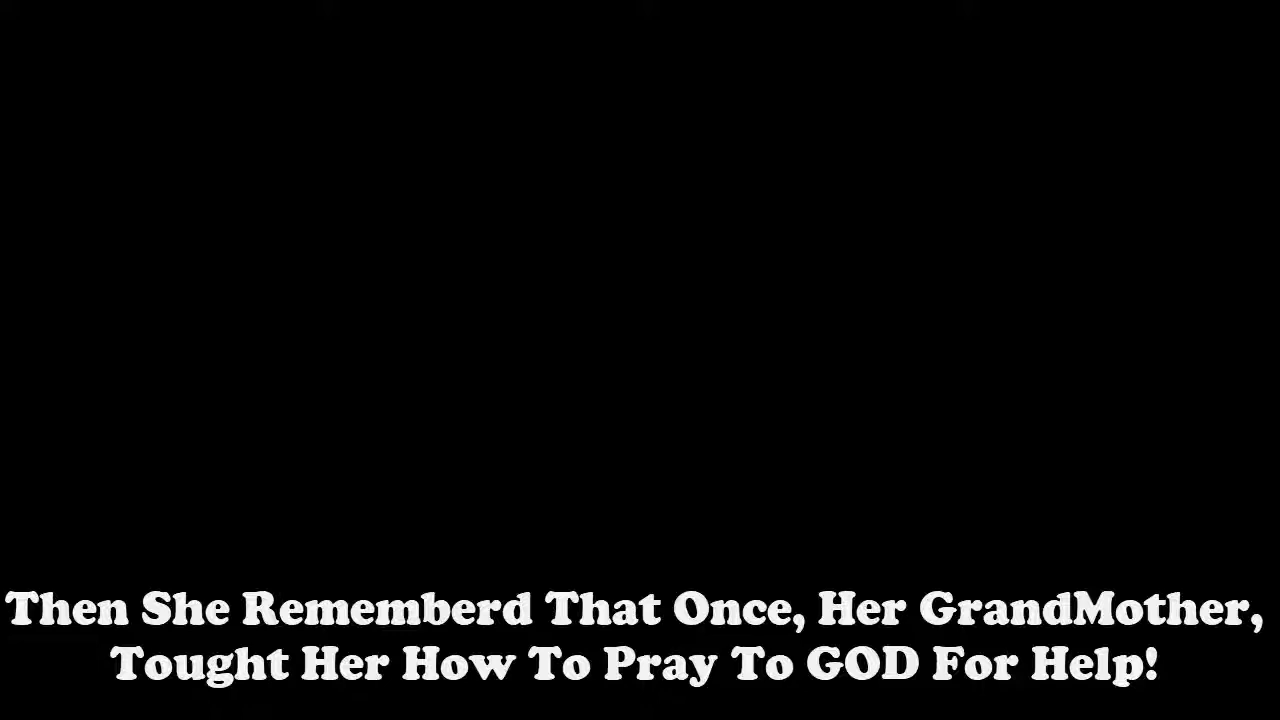 Then She Rememberd That Once, Her GrandMother,
Tought Her How To Pray To GOD For Help!